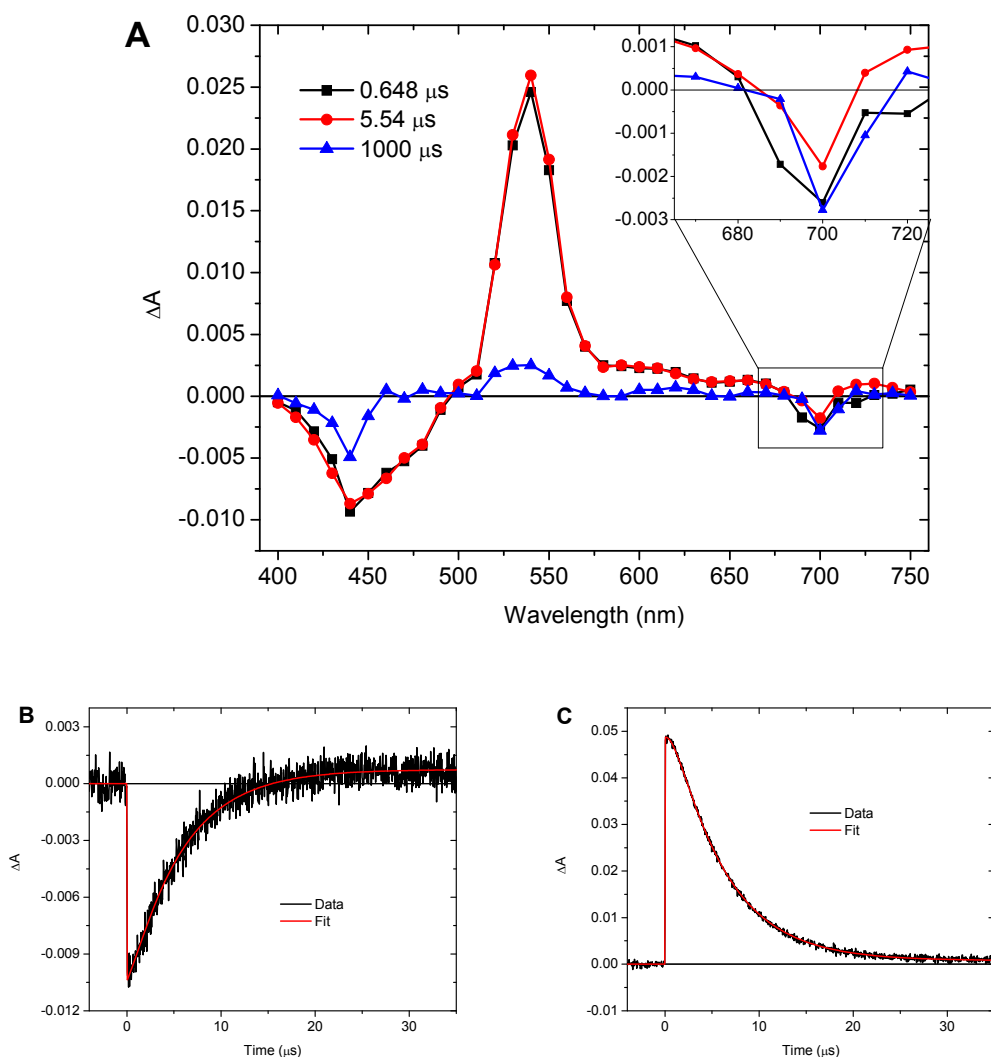 A
0.030
0.025
0.020
0.015
0.010
0.005
0.000
-0.005
-0.010
ΔA
0.648 μs
5.54 μs
1000 μs
400 450 500 550 600 650 700 750
Wavelength (nm)
0.001
0.000
-0.001
-0.002
-0.003
680 700 720
B
0.003
0.000
-0.003
-0.006
-0.009
-0.012
ΔA
Data
Fit
0 10 20 30
Time (μs)
C
0.05
0.04
0.03
0.02
0.01
0.00
-0.01
ΔA
Data
Fit
0 10 20 30
Time (μs)